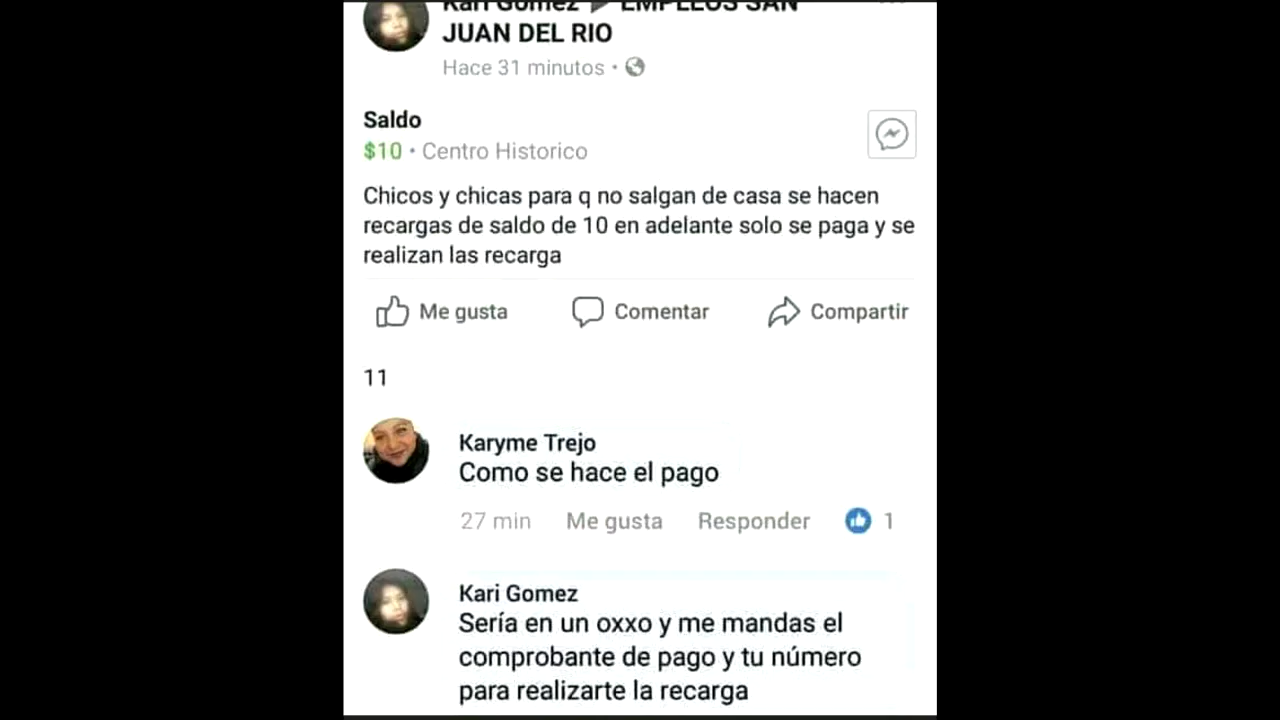 Kari Gomez ▶ EMPLEOS SAN
JUAN DEL RIO
Hace 31 minutos ·
Saldo
$10 · Centro Historico
Chicos y chicas para q no salgan de casa se hacen
recargas de saldo de 10 en adelante solo se paga y se
realizan las recarga
Me gusta Comentar Compartir
11
Karyme Trejo
Como se hace el pago
27 min Me gusta Responder 1
Kari Gomez
Sería en un oxxo y me mandas el
comprobante de pago y tu número
para realizarte la recarga